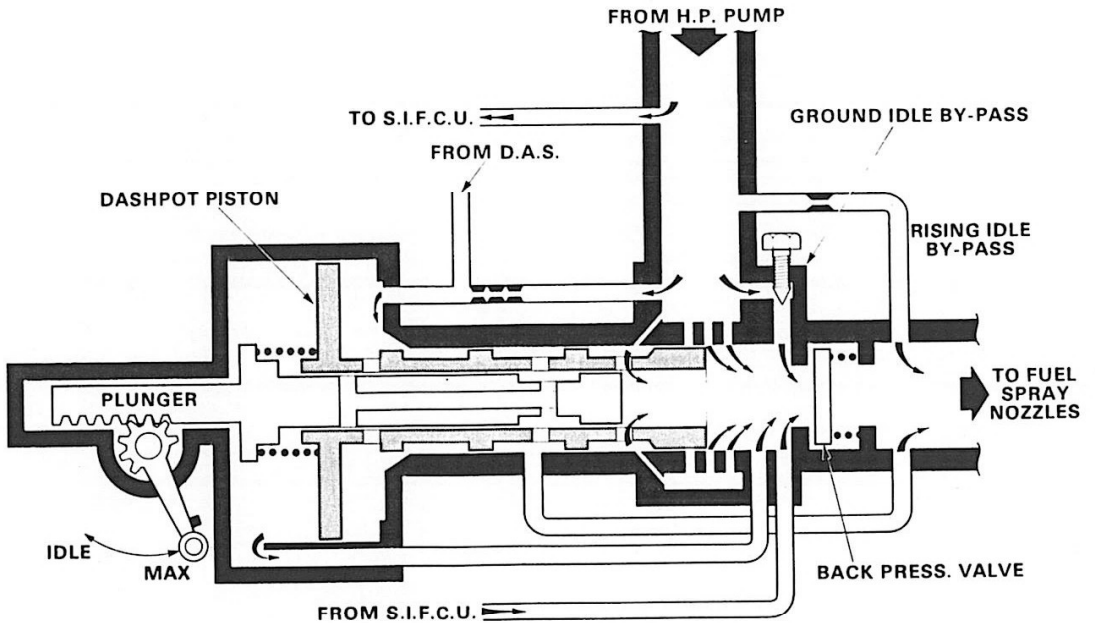 FROM H.P. PUMP
TO S.I.F.C.U.
GROUND IDLE BY-PASS
FROM D.A.S.
DASHPOT PISTON
RISING IDLE
BY-PASS
PLUNGER
TO FUEL
SPRAY
NOZZLES
IDLE
MAX
BACK PRESS. VALVE
FROM S.I.F.C.U.